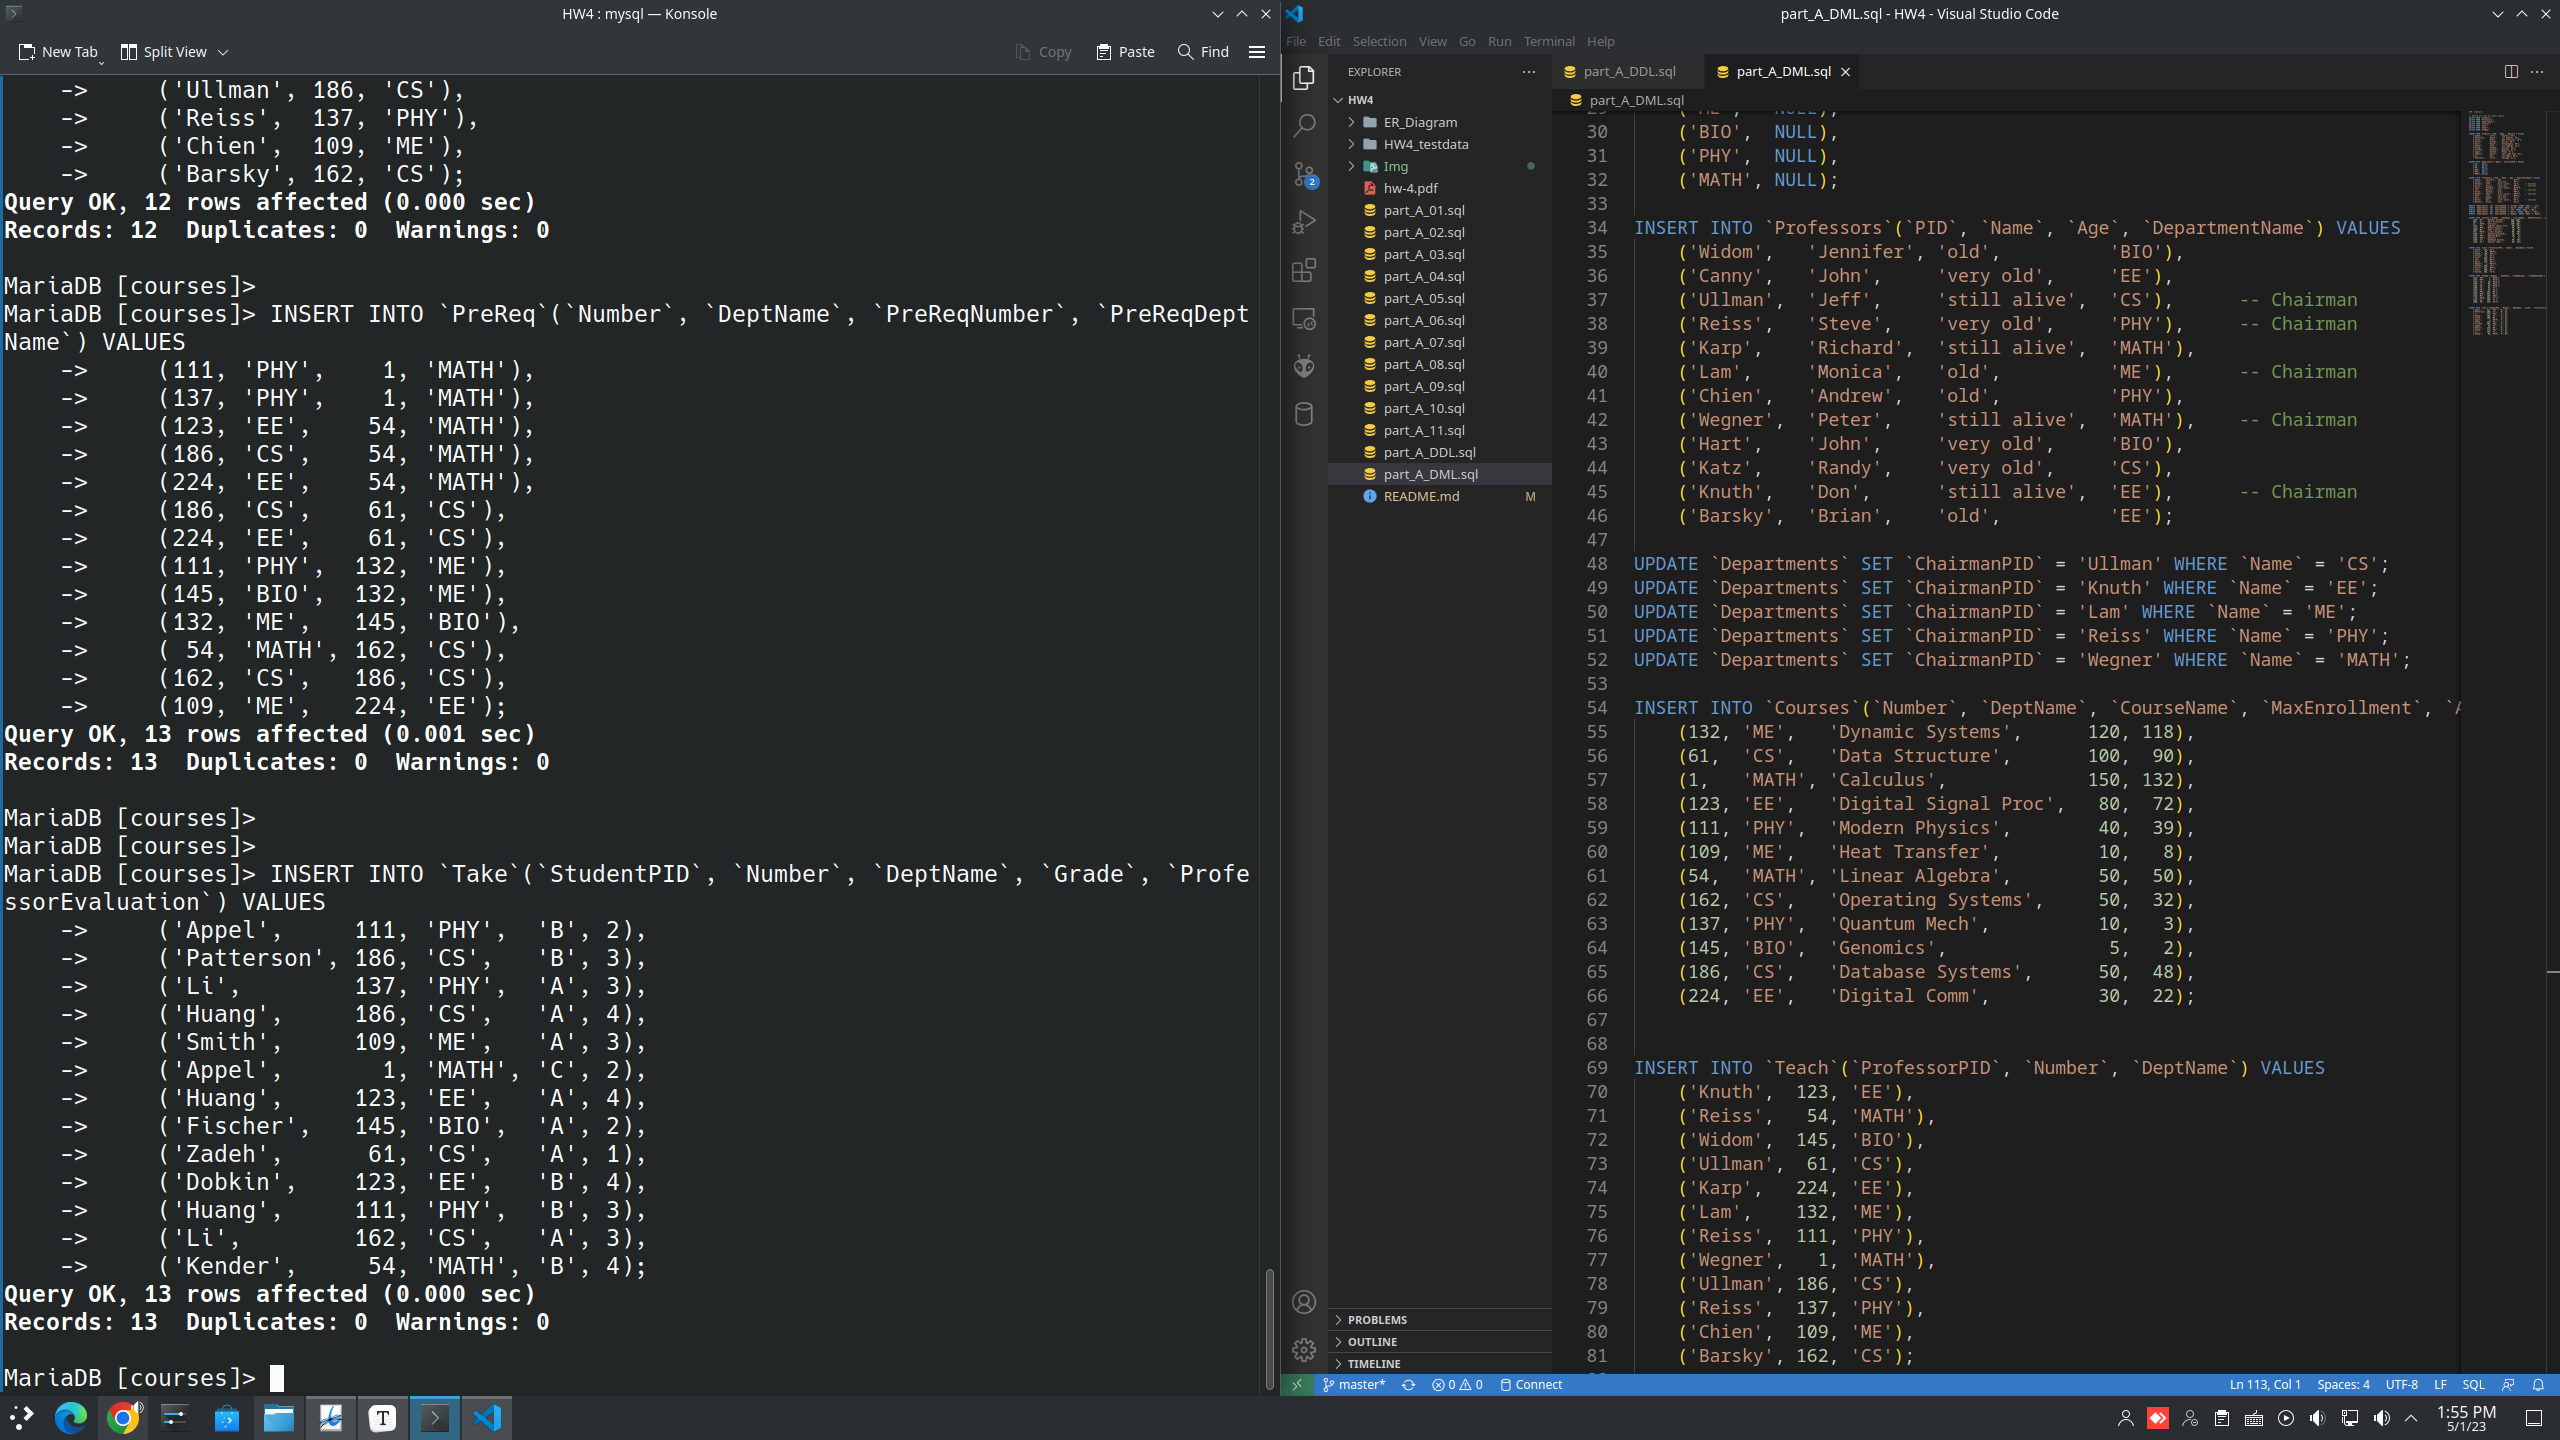 HW4 : mysql — Konsole
New Tab
Split View
Copy
Paste
Find
    ->     ('Ullman', 186, 'CS'),
    ->     ('Reiss',  137, 'PHY'),
    ->     ('Chien',  109, 'ME'),
    ->     ('Barsky', 162, 'CS');
Query OK, 12 rows affected (0.000 sec)
Records: 12  Duplicates: 0  Warnings: 0
MariaDB [courses]>
MariaDB [courses]> INSERT INTO `PreReq`(`Number`, `DeptName`, `PreReqNumber`, `PreReqDept
Name`) VALUES
    ->     (111, 'PHY',    1, 'MATH'),
    ->     (137, 'PHY',    1, 'MATH'),
    ->     (123, 'EE',    54, 'MATH'),
    ->     (186, 'CS',    54, 'MATH'),
    ->     (224, 'EE',    54, 'MATH'),
    ->     (186, 'CS',    61, 'CS'),
    ->     (224, 'EE',    61, 'CS'),
    ->     (111, 'PHY',  132, 'ME'),
    ->     (145, 'BIO',  132, 'ME'),
    ->     (132, 'ME',   145, 'BIO'),
    ->     ( 54, 'MATH', 162, 'CS'),
    ->     (162, 'CS',   186, 'CS'),
    ->     (109, 'ME',   224, 'EE');
Query OK, 13 rows affected (0.001 sec)
Records: 13  Duplicates: 0  Warnings: 0
MariaDB [courses]>
MariaDB [courses]>
MariaDB [courses]> INSERT INTO `Take`(`StudentPID`, `Number`, `DeptName`, `Grade`, `Profe
ssorEvaluation`) VALUES
    ->     ('Appel',     111, 'PHY',  'B', 2),
    ->     ('Patterson', 186, 'CS',   'B', 3),
    ->     ('Li',        137, 'PHY',  'A', 3),
    ->     ('Huang',     186, 'CS',   'A', 4),
    ->     ('Smith',     109, 'ME',   'A', 3),
    ->     ('Appel',       1, 'MATH', 'C', 2),
    ->     ('Huang',     123, 'EE',   'A', 4),
    ->     ('Fischer',   145, 'BIO',  'A', 2),
    ->     ('Zadeh',      61, 'CS',   'A', 1),
    ->     ('Dobkin',    123, 'EE',   'B', 4),
    ->     ('Huang',     111, 'PHY',  'B', 3),
    ->     ('Li',        162, 'CS',   'A', 3),
    ->     ('Kender',     54, 'MATH', 'B', 4);
Query OK, 13 rows affected (0.000 sec)
Records: 13  Duplicates: 0  Warnings: 0
MariaDB [courses]>
part_A_DML.sql - HW4 - Visual Studio Code
File Edit Selection View Go Run Terminal Help
EXPLORER
HW4
ER_Diagram
HW4_testdata
Img
hw-4.pdf
part_A_01.sql
part_A_02.sql
part_A_03.sql
part_A_04.sql
part_A_05.sql
part_A_06.sql
part_A_07.sql
part_A_08.sql
part_A_09.sql
part_A_10.sql
part_A_11.sql
part_A_DDL.sql
part_A_DML.sql
README.md M
PROBLEMS
OUTLINE
TIMELINE
2
part_A_DDL.sql
part_A_DML.sql
part_A_DML.sql
30     ('BIO',  NULL),
31     ('PHY',  NULL),
32     ('MATH', NULL);
33
34 INSERT INTO `Professors`(`PID`, `Name`, `Age`, `DepartmentName`) VALUES
35     ('Widom',   'Jennifer', 'old',          'BIO'),
36     ('Canny',   'John',     'very old',     'EE'),
37     ('Ullman',  'Jeff',     'still alive',  'CS'),      -- Chairman
38     ('Reiss',   'Steve',    'very old',     'PHY'),     -- Chairman
39     ('Karp',    'Richard',  'still alive',  'MATH'),
40     ('Lam',     'Monica',   'old',          'ME'),      -- Chairman
41     ('Chien',   'Andrew',   'old',          'PHY'),
42     ('Wegner',  'Peter',    'still alive',  'MATH'),    -- Chairman
43     ('Hart',    'John',     'very old',     'BIO'),
44     ('Katz',    'Randy',    'very old',     'CS'),
45     ('Knuth',   'Don',      'still alive',  'EE'),      -- Chairman
46     ('Barsky',  'Brian',    'old',          'EE');
47
48 UPDATE `Departments` SET `ChairmanPID` = 'Ullman' WHERE `Name` = 'CS';
49 UPDATE `Departments` SET `ChairmanPID` = 'Knuth' WHERE `Name` = 'EE';
50 UPDATE `Departments` SET `ChairmanPID` = 'Lam' WHERE `Name` = 'ME';
51 UPDATE `Departments` SET `ChairmanPID` = 'Reiss' WHERE `Name` = 'PHY';
52 UPDATE `Departments` SET `ChairmanPID` = 'Wegner' WHERE `Name` = 'MATH';
53
54 INSERT INTO `Courses`(`Number`, `DeptName`, `CourseName`, `MaxEnrollment`, `A
55     (132, 'ME',   'Dynamic Systems',      120, 118),
56     (61,  'CS',   'Data Structure',       100,  90),
57     (1,   'MATH', 'Calculus',             150, 132),
58     (123, 'EE',   'Digital Signal Proc',   80,  72),
59     (111, 'PHY',  'Modern Physics',        40,  39),
60     (109, 'ME',   'Heat Transfer',         10,   8),
61     (54,  'MATH', 'Linear Algebra',        50,  50),
62     (162, 'CS',   'Operating Systems',     50,  32),
63     (137, 'PHY',  'Quantum Mech',          10,   3),
64     (145, 'BIO',  'Genomics',               5,   2),
65     (186, 'CS',   'Database Systems',      50,  48),
66     (224, 'EE',   'Digital Comm',          30,  22);
67
68
69 INSERT INTO `Teach`(`ProfessorPID`, `Number`, `DeptName`) VALUES
70     ('Knuth',  123, 'EE'),
71     ('Reiss',   54, 'MATH'),
72     ('Widom',  145, 'BIO'),
73     ('Ullman',  61, 'CS'),
74     ('Karp',   224, 'EE'),
75     ('Lam',    132, 'ME'),
76     ('Reiss',  111, 'PHY'),
77     ('Wegner',   1, 'MATH'),
78     ('Ullman', 186, 'CS'),
79     ('Reiss',  137, 'PHY'),
80     ('Chien',  109, 'ME'),
81     ('Barsky', 162, 'CS');
master*
0 0
Connect
Ln 113, Col 1
Spaces: 4
UTF-8
LF
SQL
1:55 PM
5/1/23